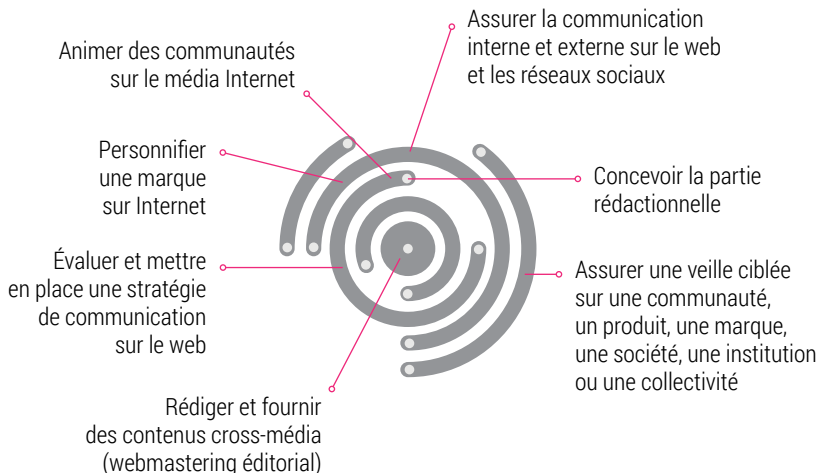 Animer des communautés
sur le média Internet
Assurer la communication
interne et externe sur le web
et les réseaux sociaux
Personnifier
une marque
sur Internet
Concevoir la partie
rédactionnelle
Évaluer et mettre
en place une stratégie
de communication
sur le web
Assurer une veille ciblée
sur une communauté,
un produit, une marque,
une société, une institution
ou une collectivité
Rédiger et fournir
des contenus cross-média
(webmastering éditorial)